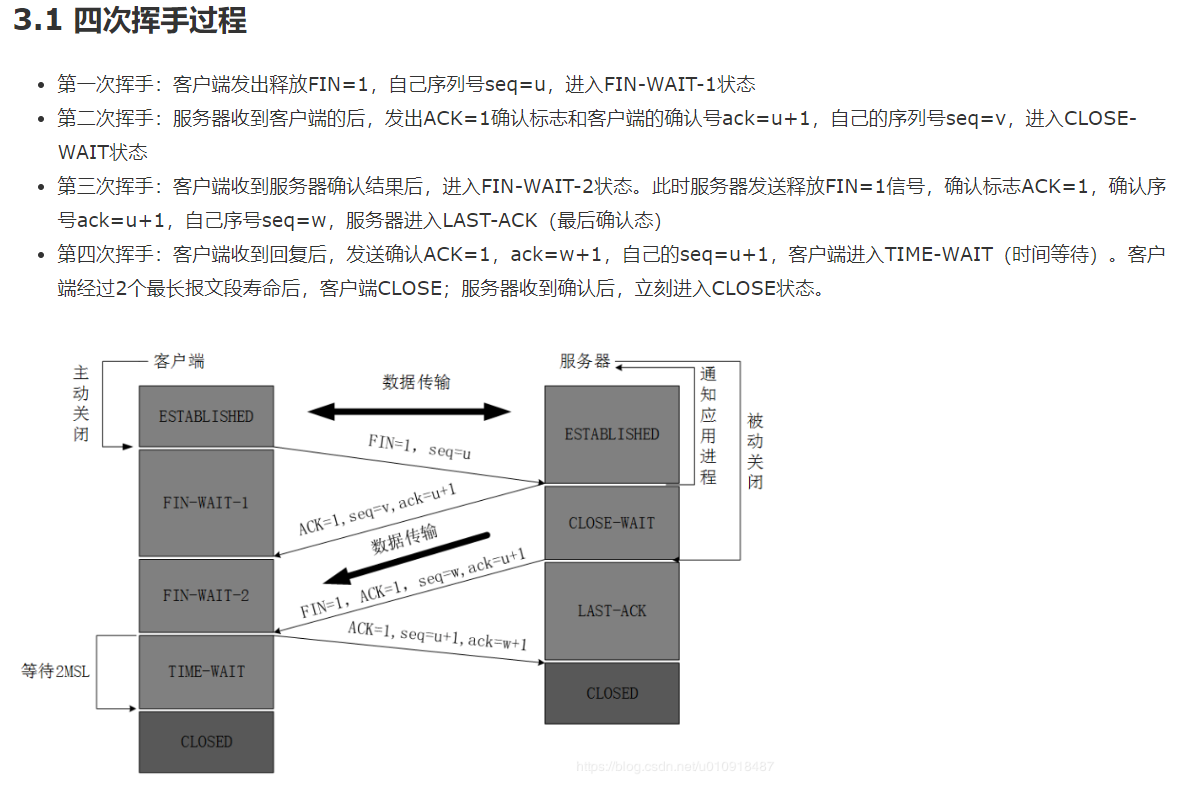 3.1 四次挥手过程
第一次挥手：客户端发出释放FIN=1，自己序列号seq=u，进入FIN-WAIT-1状态
第二次挥手：服务器收到客户端的后，发出ACK=1确认标志和客户端的确认号ack=u+1，自己的序列号seq=v，进入CLOSE-
WAIT状态
第三次挥手：客户端收到服务器确认结果后，进入FIN-WAIT-2状态。此时服务器发送释放FIN=1信号，确认标志ACK=1，确认序
号ack=u+1，自己序号seq=w，服务器进入LAST-ACK（最后确认态）
第四次挥手：客户端收到回复后，发送确认ACK=1，ack=w+1，自己的seq=u+1，客户端进入TIME-WAIT（时间等待）。客户
端经过2个最长报文段寿命后，客户端CLOSE；服务器收到确认后，立刻进入CLOSE状态。
客户端
服务器
主动关闭
数据传输
通知应用进程
被动关闭
ESTABLISHED
ESTABLISHED
FIN=1, seq=u
FIN-WAIT-1
ACK=1,seq=v,ack=u+1
CLOSE-WAIT
数据传输
FIN-WAIT-2
FIN=1, ACK=1, seq=w,ack=u+1
LAST-ACK
ACK=1,seq=u+1,ack=w+1
等待2MSL
TIME-WAIT
CLOSED
CLOSED
https://blog.csdn.net/u010918487